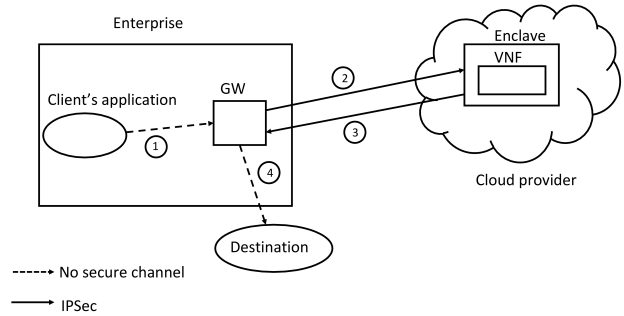 Enterprise
Enclave
VNF
Client's application
GW
1
2
3
4
Cloud provider
Destination
No secure channel
IPSec